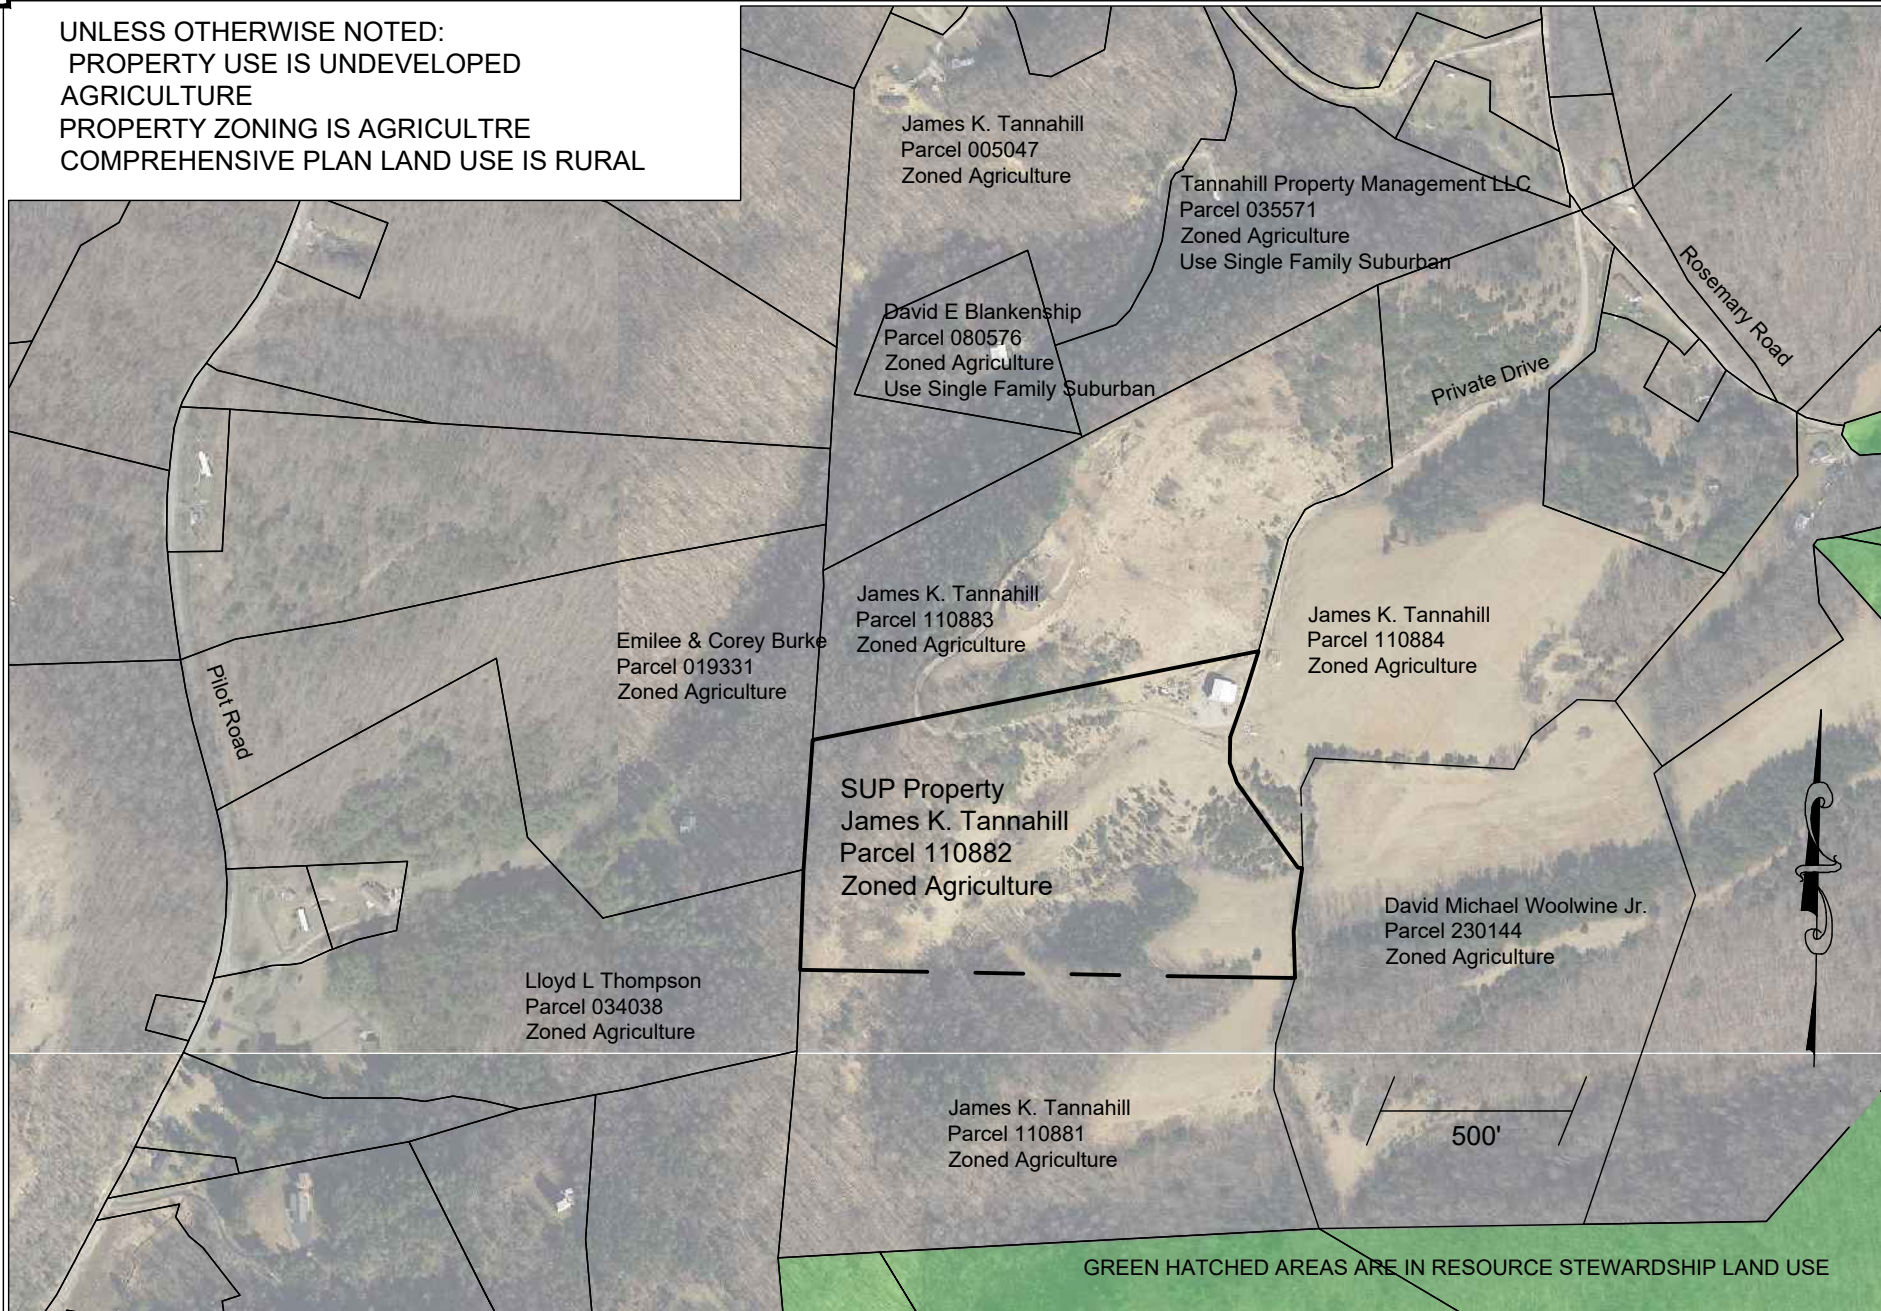 UNLESS OTHERWISE NOTED:
PROPERTY USE IS UNDEVELOPED
AGRICULTURE
PROPERTY ZONING IS AGRICULTRE
COMPREHENSIVE PLAN LAND USE IS RURAL
James K. Tannahill
Parcel 005047
Zoned Agriculture
Tannahill Property Management LLC
Parcel 035571
Zoned Agriculture
Use Single Family Suburban
Rosemary Road
David E Blankenship
Parcel 080576
Zoned Agriculture
Use Single Family Suburban
Private Drive
James K. Tannahill
Parcel 110883
Zoned Agriculture
James K. Tannahill
Parcel 110884
Zoned Agriculture
Emilee & Corey Burke
Parcel 019331
Zoned Agriculture
Pilot Road
SUP Property
James K. Tannahill
Parcel 110882
Zoned Agriculture
David Michael Woolwine Jr.
Parcel 230144
Zoned Agriculture
Lloyd L Thompson
Parcel 034038
Zoned Agriculture
James K. Tannahill
Parcel 110881
Zoned Agriculture
500'
GREEN HATCHED AREAS ARE IN RESOURCE STEWARDSHIP LAND USE